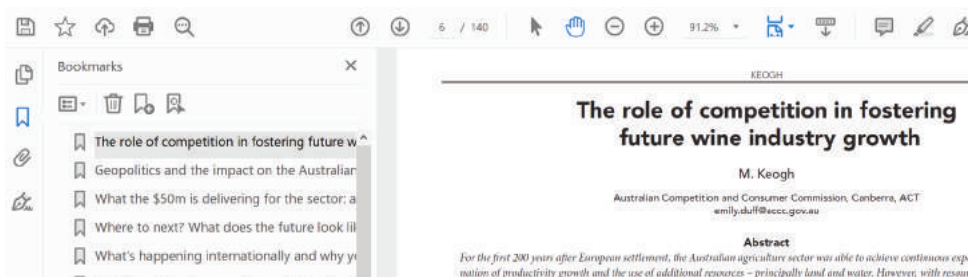 6 / 140
91.2%
Bookmarks
The role of competition in fostering future w
Geopolitics and the impact on the Australian
What the $50m is delivering for the sector: a
Where to next? What does the future look li
What's happening internationally and why y
KEOGH
The role of competition in fostering
future wine industry growth
M. Keogh
Australian Competition and Consumer Commission, Canberra, ACT
emily.duff@accc.gov.au
Abstract
For the first 200 years after European settlement, the Australian agriculture sector was able to achieve continuous exp
nation of productivity growth and the use of additional resources – principally land and water. However, with resou